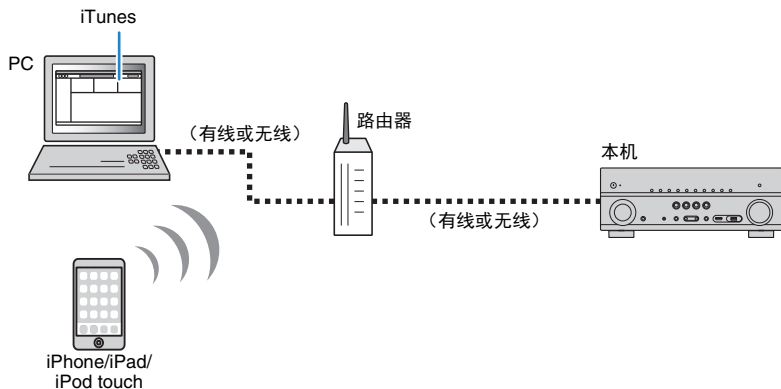 iTunes
PC
（有线或无线）
路由器
本机
（有线或无线）
iPhone/iPad/
iPod touch